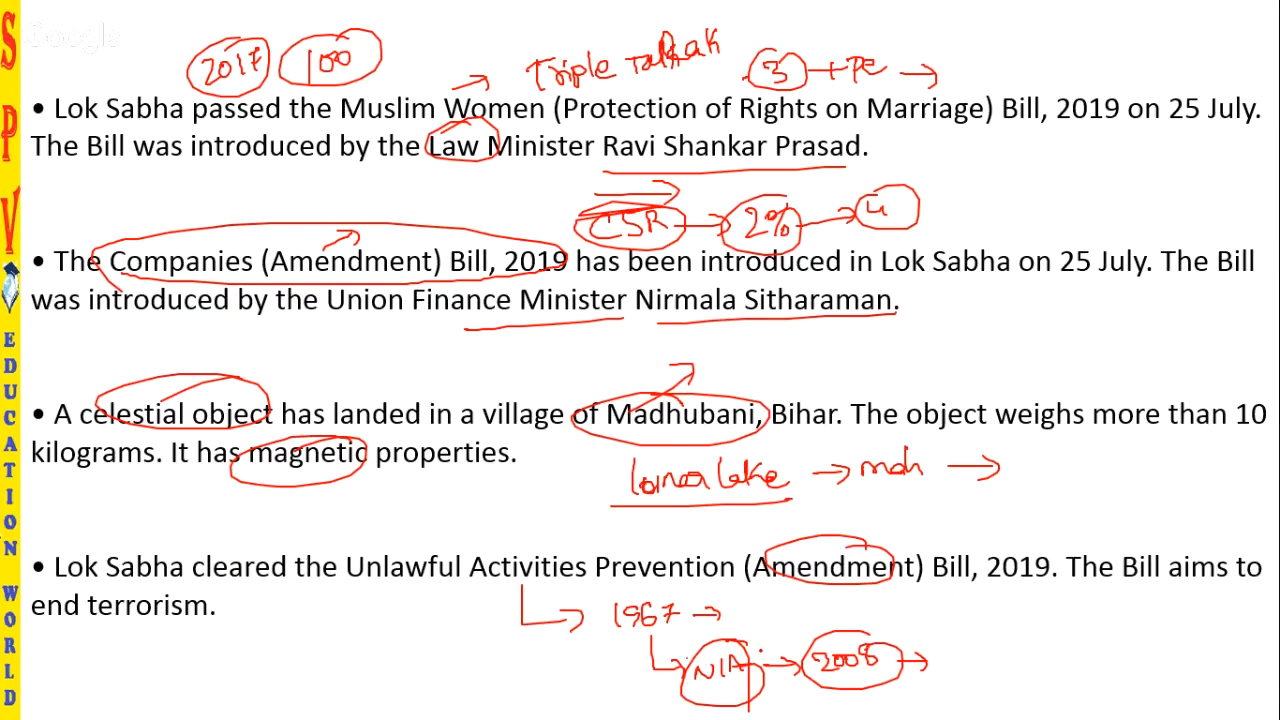 SPV EDUCATION WORLD
Google
2017 100 Triple Talak 3 + →
• Lok Sabha passed the Muslim Women (Protection of Rights on Marriage) Bill, 2019 on 25 July.
The Bill was introduced by the Law Minister Ravi Shankar Prasad.
CSR → 2% →
• The Companies (Amendment) Bill, 2019 has been introduced in Lok Sabha on 25 July. The Bill
was introduced by the Union Finance Minister Nirmala Sitharaman.
• A celestial object has landed in a village of Madhubani, Bihar. The object weighs more than 10
kilograms. It has magnetic properties.
lonar lake → mah →
• Lok Sabha cleared the Unlawful Activities Prevention (Amendment) Bill, 2019. The Bill aims to
end terrorism.
1967 →
NIA → 2008 →